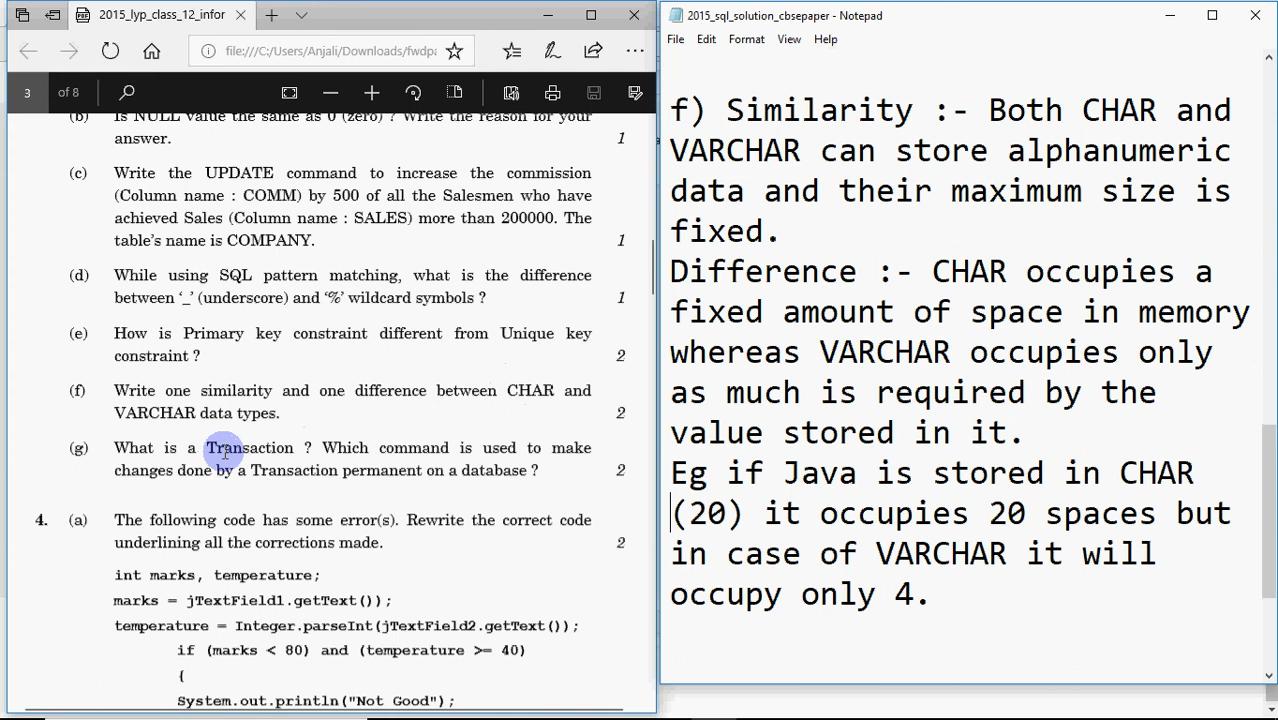 2015_lyp_class_12_infor
file:///C:/Users/Anjali/Downloads/fwdpa
3 of 8
(b) Is NULL value the same as 0 (zero) ? Write the reason for your
answer. 1
(c) Write the UPDATE command to increase the commission
(Column name : COMM) by 500 of all the Salesmen who have
achieved Sales (Column name : SALES) more than 200000. The
table's name is COMPANY. 1
(d) While using SQL pattern matching, what is the difference
between '_' (underscore) and '%' wildcard symbols ? 1
(e) How is Primary key constraint different from Unique key
constraint ? 2
(f) Write one similarity and one difference between CHAR and
VARCHAR data types. 2
(g) What is a Transaction ? Which command is used to make
changes done by a Transaction permanent on a database ? 2
4. (a) The following code has some error(s). Rewrite the correct code
underlining all the corrections made. 2
int marks, temperature;
marks = jTextField1.getText());
temperature = Integer.parseInt(jTextField2.getText());
if (marks < 80) and (temperature >= 40)
{
System.out.println("Not Good");
2015_sql_solution_cbsepaper - Notepad
File Edit Format View Help
f) Similarity :- Both CHAR and
VARCHAR can store alphanumeric
data and their maximum size is
fixed.
Difference :- CHAR occupies a
fixed amount of space in memory
whereas VARCHAR occupies only
as much is required by the
value stored in it.
Eg if Java is stored in CHAR
(20) it occupies 20 spaces but
in case of VARCHAR it will
occupy only 4.